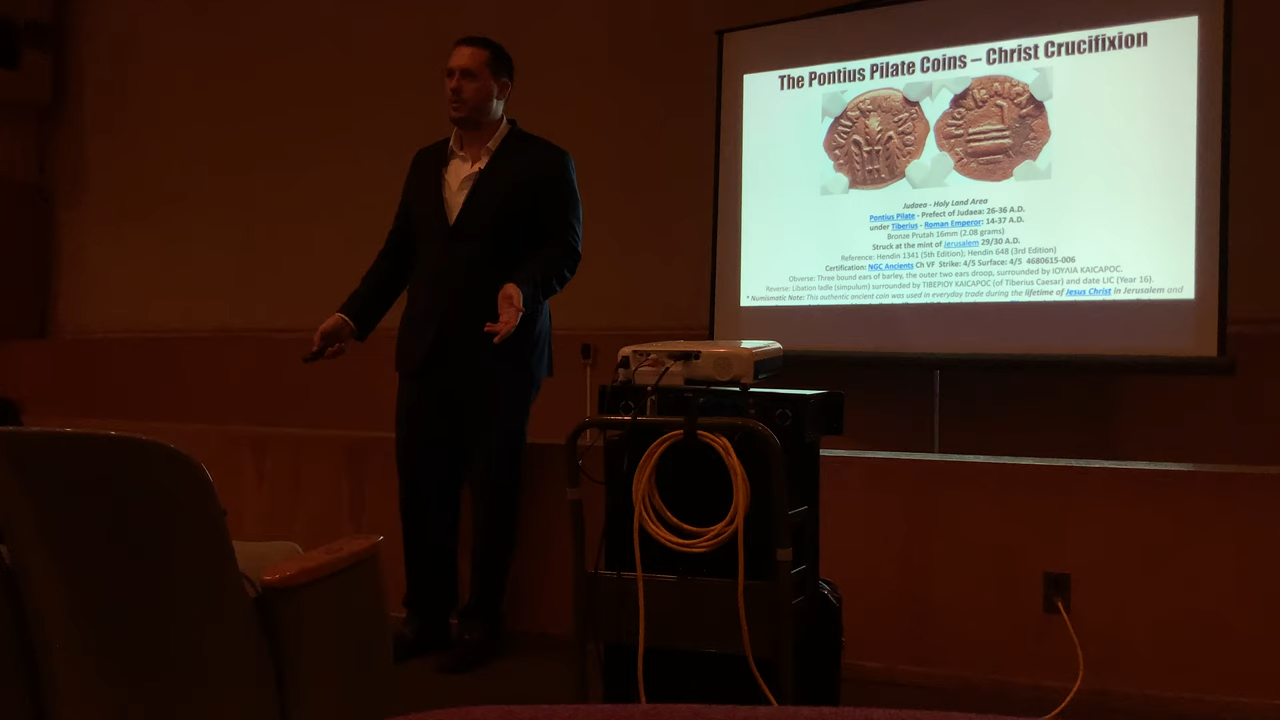 The Pontius Pilate Coins – Christ Crucifixion
Judaea - Holy Land Area
Pontius Pilate - Prefect of Judaea: 26-36 A.D.
under Tiberius - Roman Emperor: 14-37 A.D.
Bronze Prutah 16mm (2.08 grams)
Struck at the mint of Jerusalem 29/30 A.D.
Reference: Hendin 1341 (5th Edition); Hendin 648 (3rd Edition)
Certification: NGC Ancients Ch VF Strike: 4/5 Surface: 4/5 4680615-006
Obverse: Three bound ears of barley, the outer two ears droop, surrounded by ΙΟΥΛΙΑ ΚΑΙCΑΡΟC.
Reverse: Libation ladle (simpulum) surrounded by ΤΙΒΕΡΙΟΥ ΚΑΙCΑΡΟC (of Tiberius Caesar) and date LIC (Year 16).
* Numismatic Note: This authentic ancient coin was used in everyday trade during the lifetime of Jesus Christ in Jerusalem and